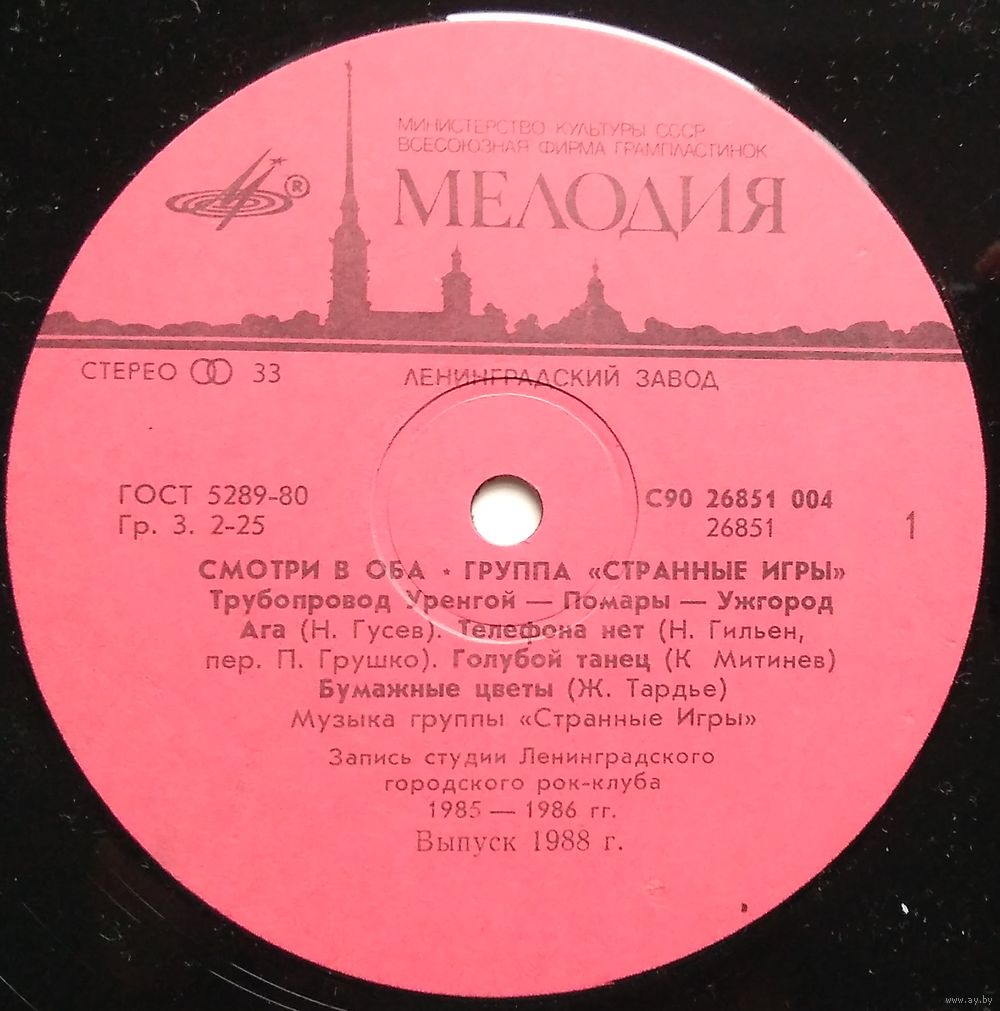 МИНИСТЕРСТВО КУЛЬТУРЫ СССР
ВСЕСОЮЗНАЯ ФИРМА ГРАМПЛАСТИНОК
®
МЕЛОДИЯ
СТЕРЕО 33
ЛЕНИНГРАДСКИЙ ЗАВОД
ГОСТ 5289-80
Гр. 3. 2-25
С90 26851 004
26851
1
СМОТРИ В ОБА • ГРУППА «СТРАННЫЕ ИГРЫ»
Трубопровод Уренгой — Помары — Ужгород
Ага (Н. Гусев). Телефона нет (Н. Гильен,
пер. П. Грушко). Голубой танец (К Митинев)
Бумажные цветы (Ж. Тардье)
Музыка группы «Странные Игры»
Запись студии Ленинградского
городского рок-клуба
1985 — 1986 гг.
Выпуск 1988 г.
www.ay.by